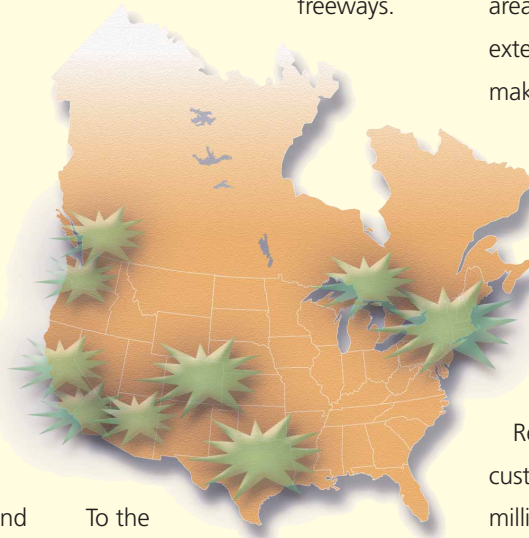 freeways.
area
exte
mak
Re
cust
milli
nd
To the